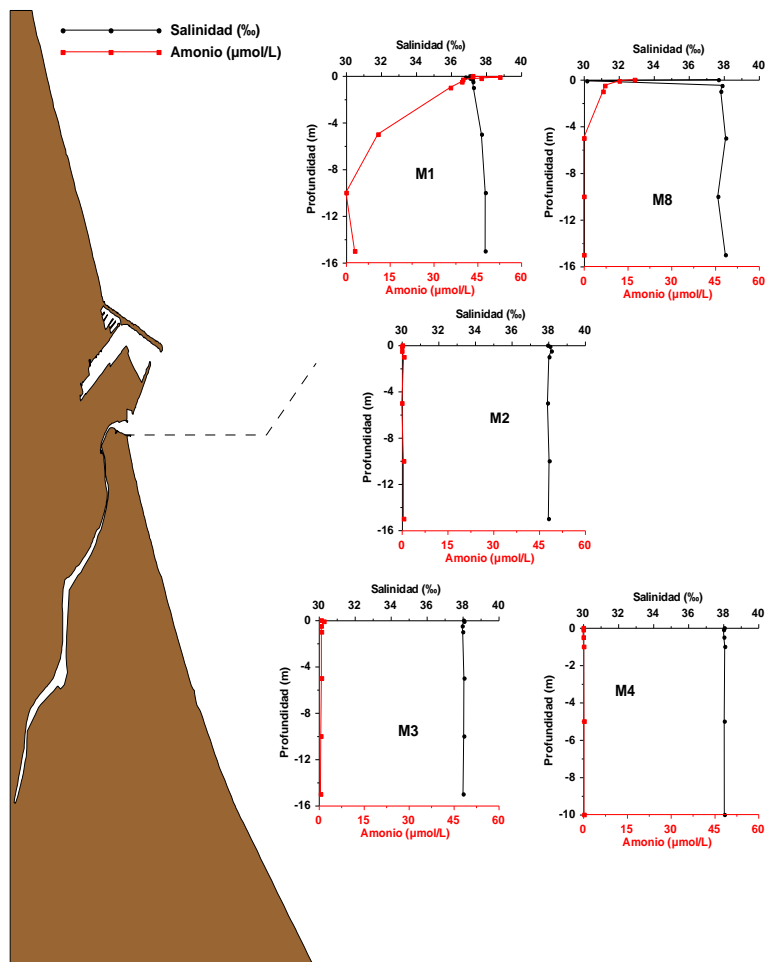 Salinidad (‰)
Amonio (µmol/L)
Salinidad (‰)
30 32 34 36 38 40
0
-4
-8
-12
-16
Profundidad (m)
M1
0 15 30 45 60
Amonio (µmol/L)
Salinidad (‰)
30 32 34 36 38 40
0
-4
-8
-12
-16
Profundidad (m)
M8
0 15 30 45 60
Amonio (µmol/L)
Salinidad (‰)
30 32 34 36 38 40
0
-4
-8
-12
-16
Profundidad (m)
M2
0 15 30 45 60
Amonio (µmol/L)
Salinidad (‰)
30 32 34 36 38 40
0
-4
-8
-12
-16
Profundidad (m)
M3
0 15 30 45 60
Amonio (µmol/L)
Salinidad (‰)
30 32 34 36 38 40
0
-2
-4
-6
-8
-10
Profundidad (m)
M4
0 15 30 45 60
Amonio (µmol/L)